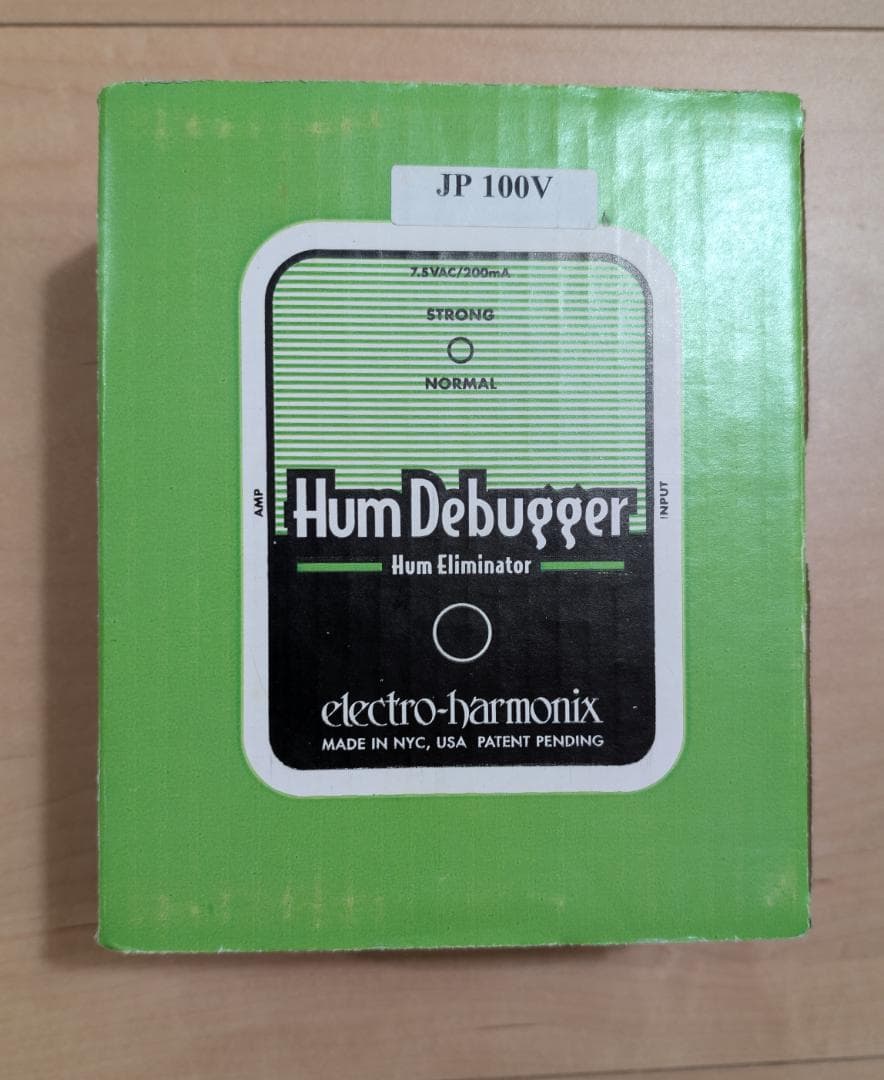 JP 100V
7.5VAC/200mA
STRONG
NORMAL
AMP
INPUT
Hum Debugger
Hum Eliminator
electro-harmonix
MADE IN NYC, USA PATENT PENDING